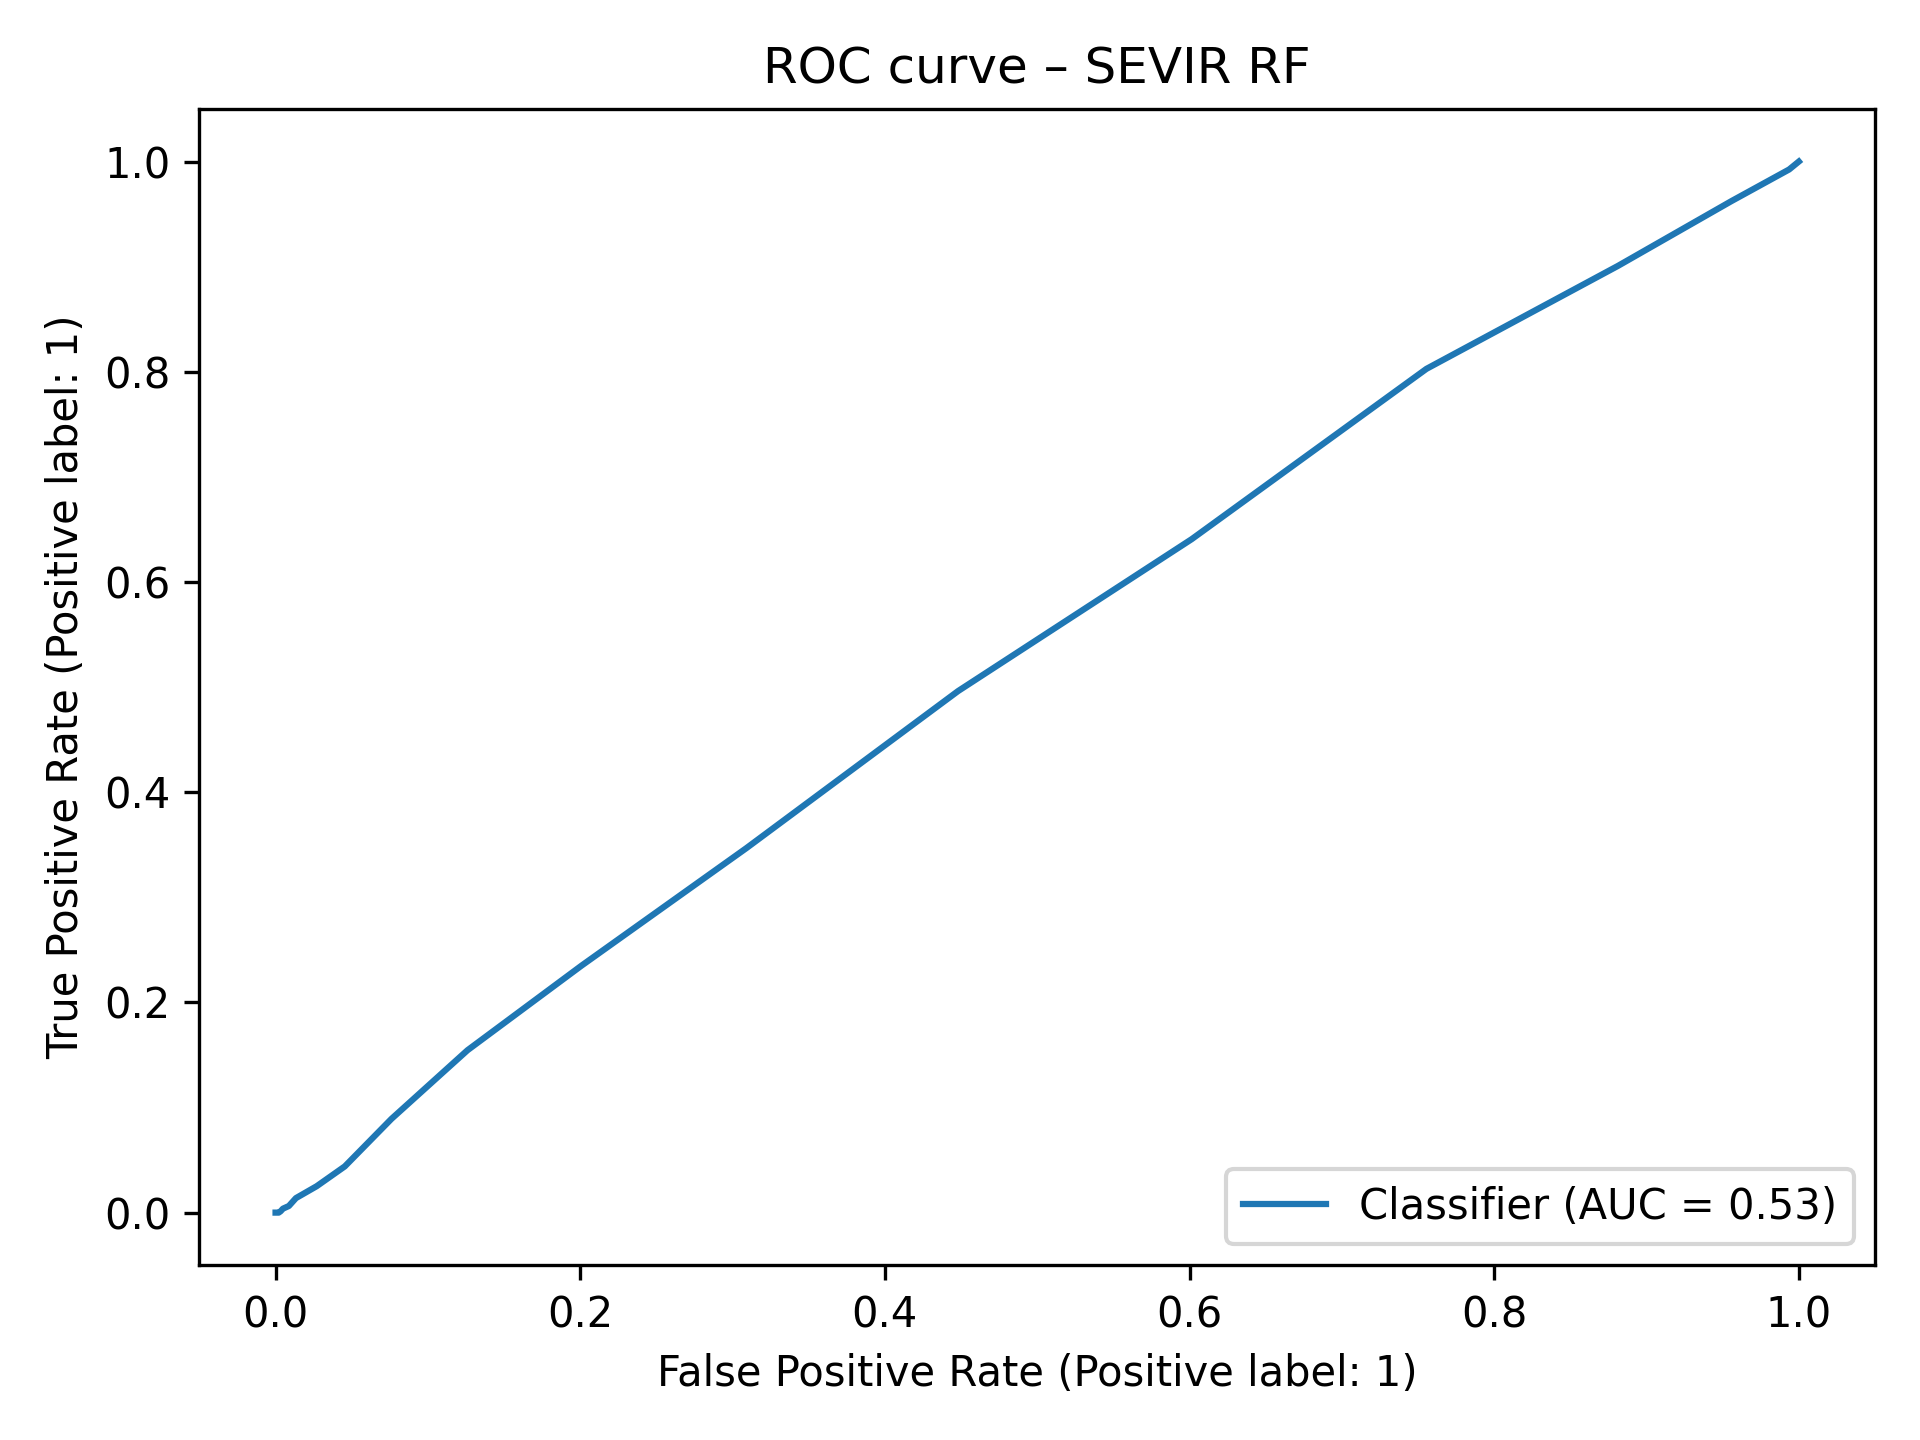 ROC curve – SEVIR RF
True Positive Rate (Positive label: 1)
1.0
0.8
0.6
0.4
0.2
0.0
Classifier (AUC = 0.53)
0.0 0.2 0.4 0.6 0.8 1.0
False Positive Rate (Positive label: 1)